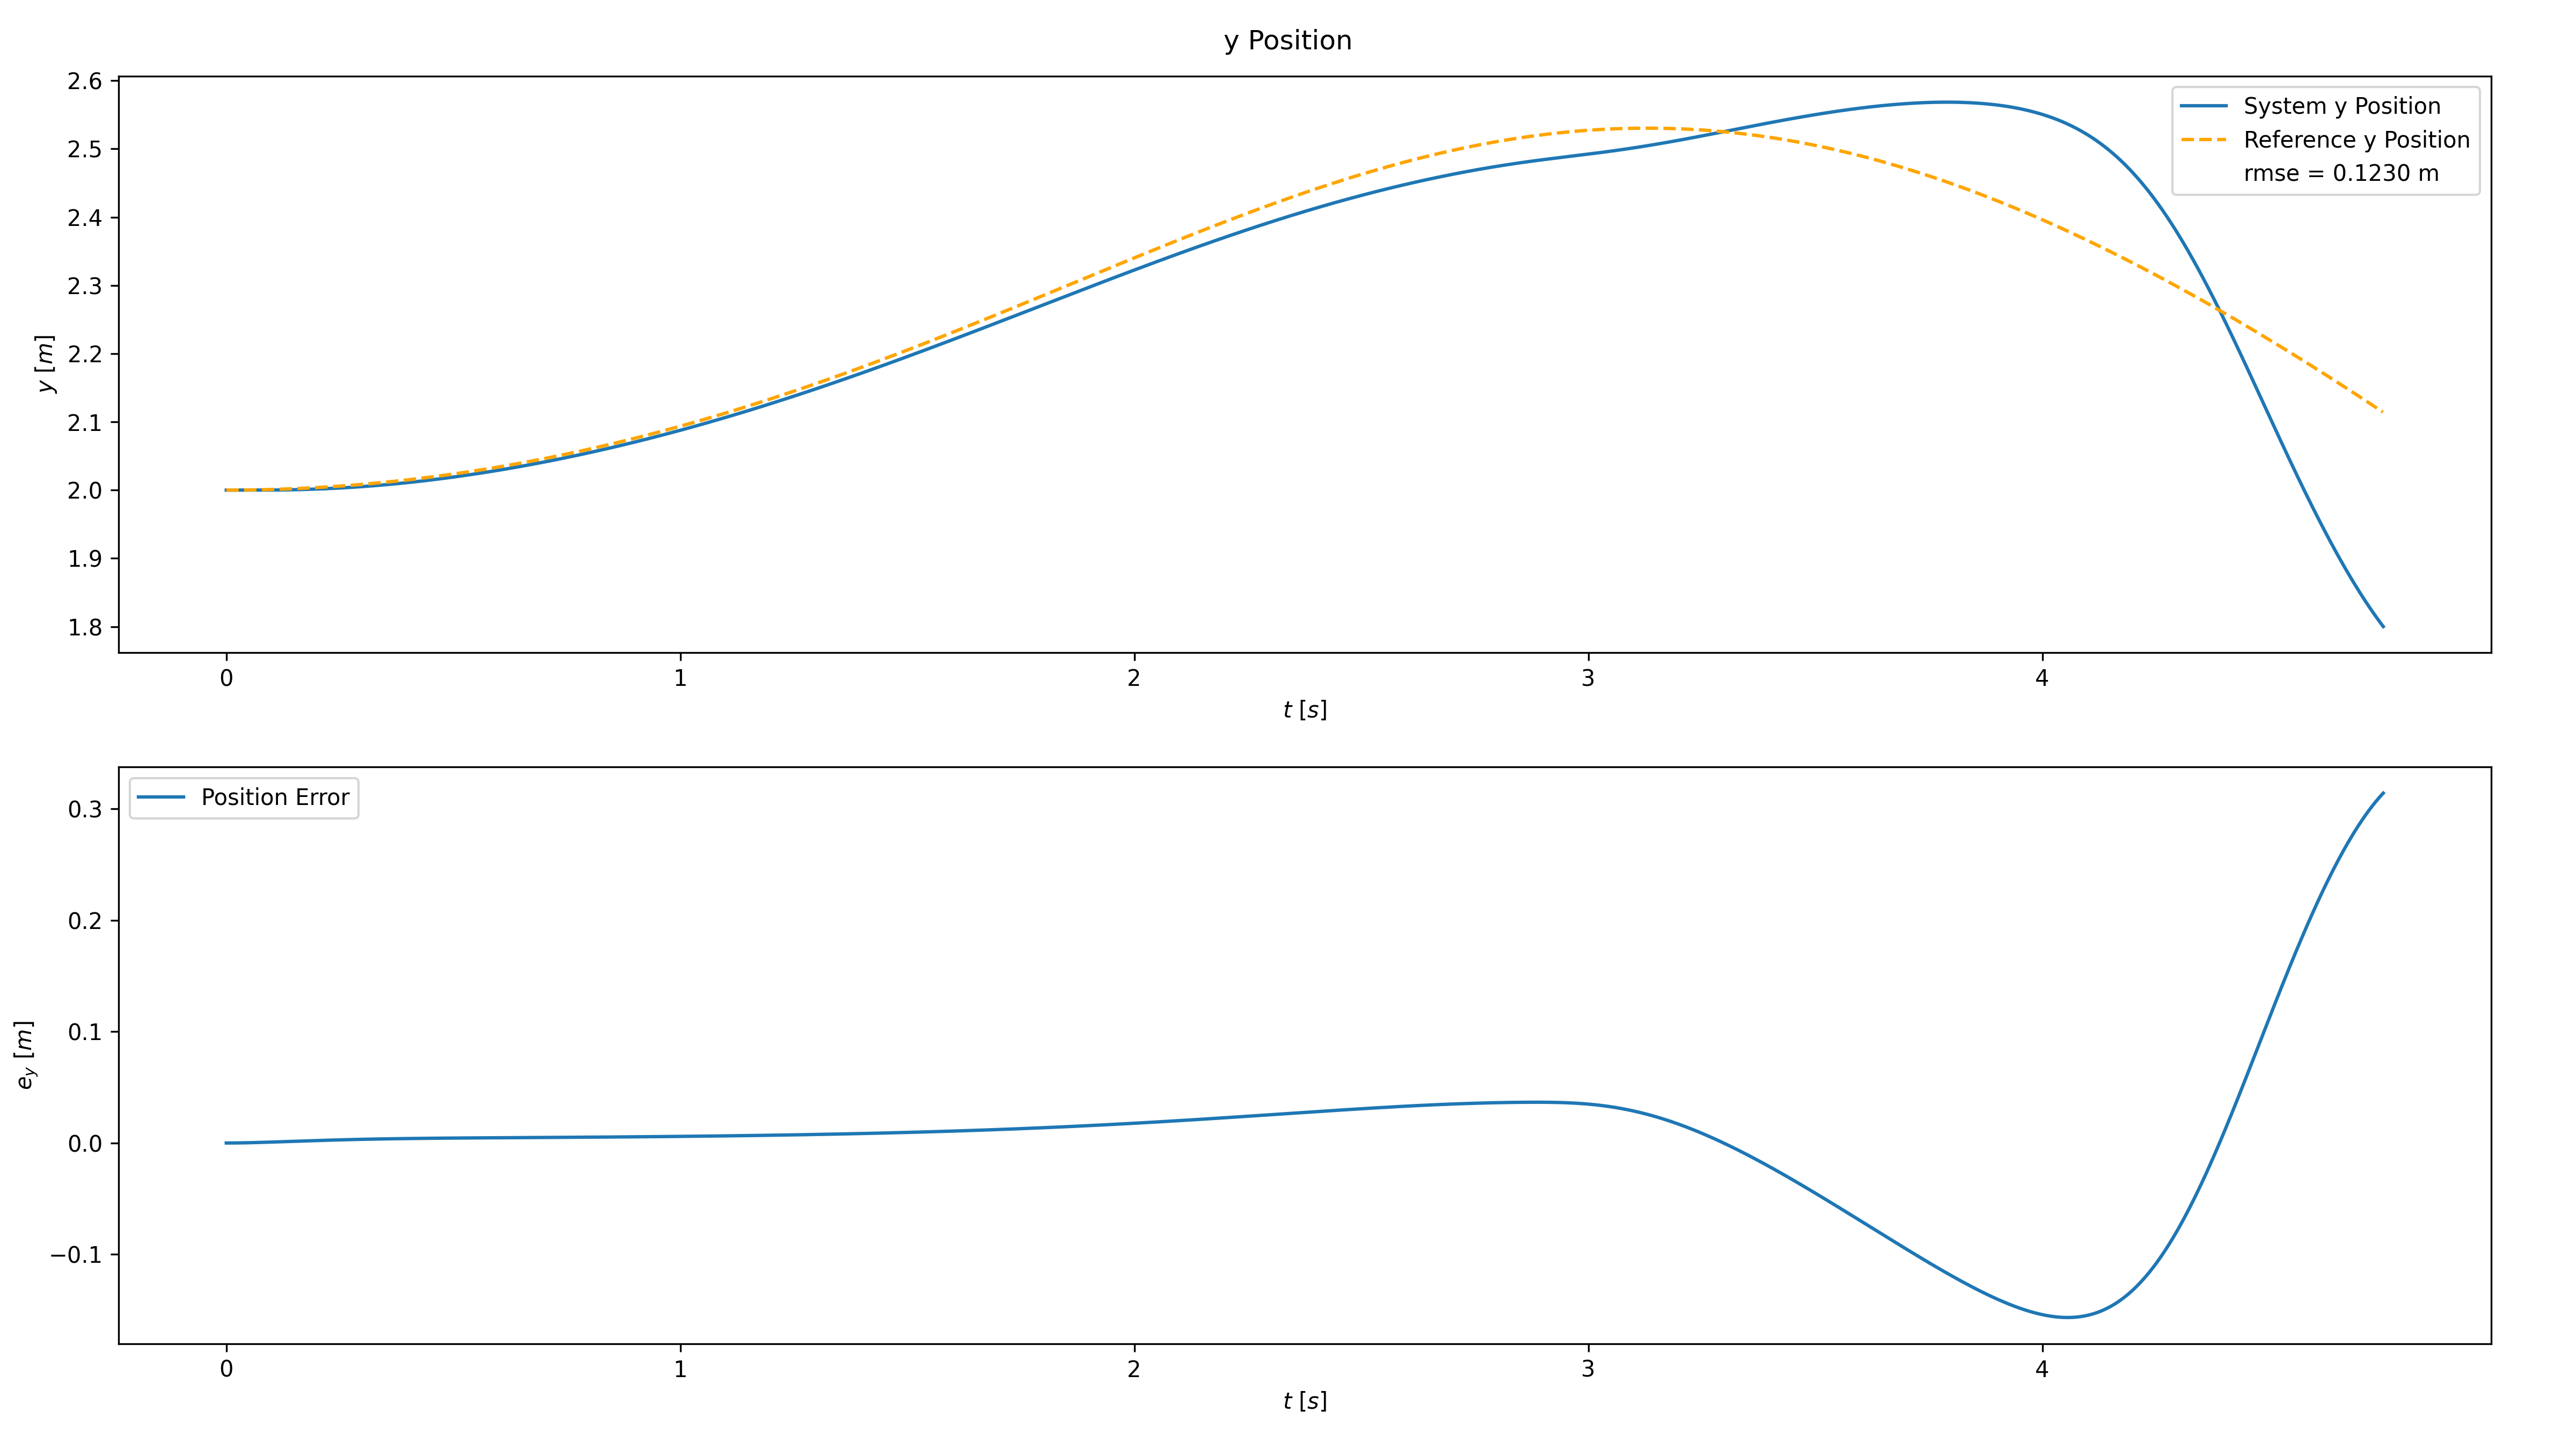 y Position
2.6
2.5
2.4
2.3
2.2
2.1
2.0
1.9
1.8
y [m]
System y Position
Reference y Position
rmse = 0.1230 m
0 1 2 3 4
t [s]
0.3
0.2
0.1
0.0
−0.1
e_y [m]
Position Error
0 1 2 3 4
t [s]